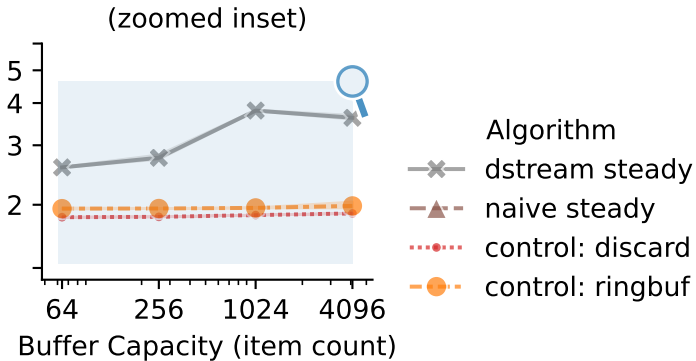 (zoomed inset)
5
4
3
2
64 256 1024 4096
Buffer Capacity (item count)
Algorithm
dstream steady
naive steady
control: discard
control: ringbuf